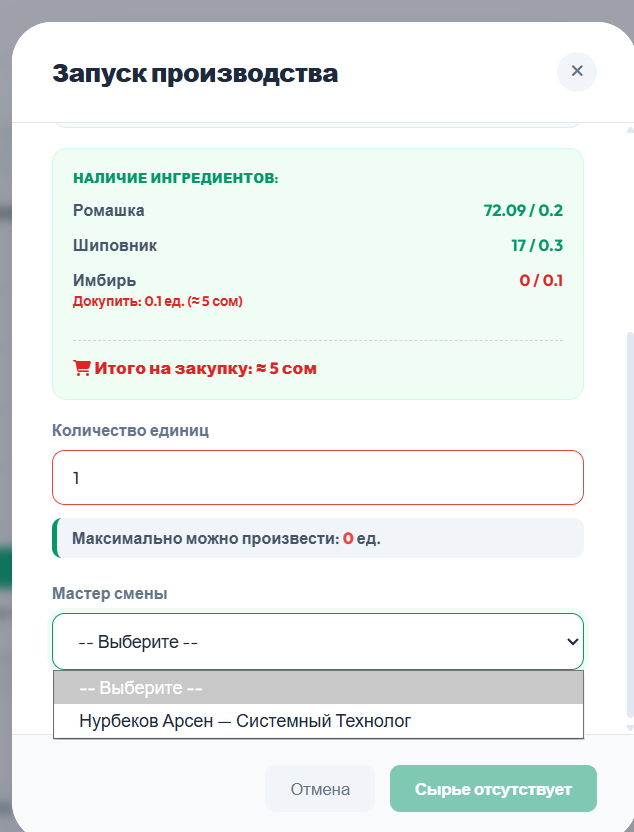 Запуск производства
НАЛИЧИЕ ИНГРЕДИЕНТОВ:
Ромашка 72.09 / 0.2
Шиповник 17 / 0.3
Имбирь 0 / 0.1
Докупить: 0.1 ед. (≈ 5 сом)
Итого на закупку: ≈ 5 сом
Количество единиц
1
Максимально можно произвести: 0 ед.
Мастер смены
-- Выберите --
-- Выберите --
Нурбеков Арсен — Системный Технолог
Отмена
Сырье отсутствует